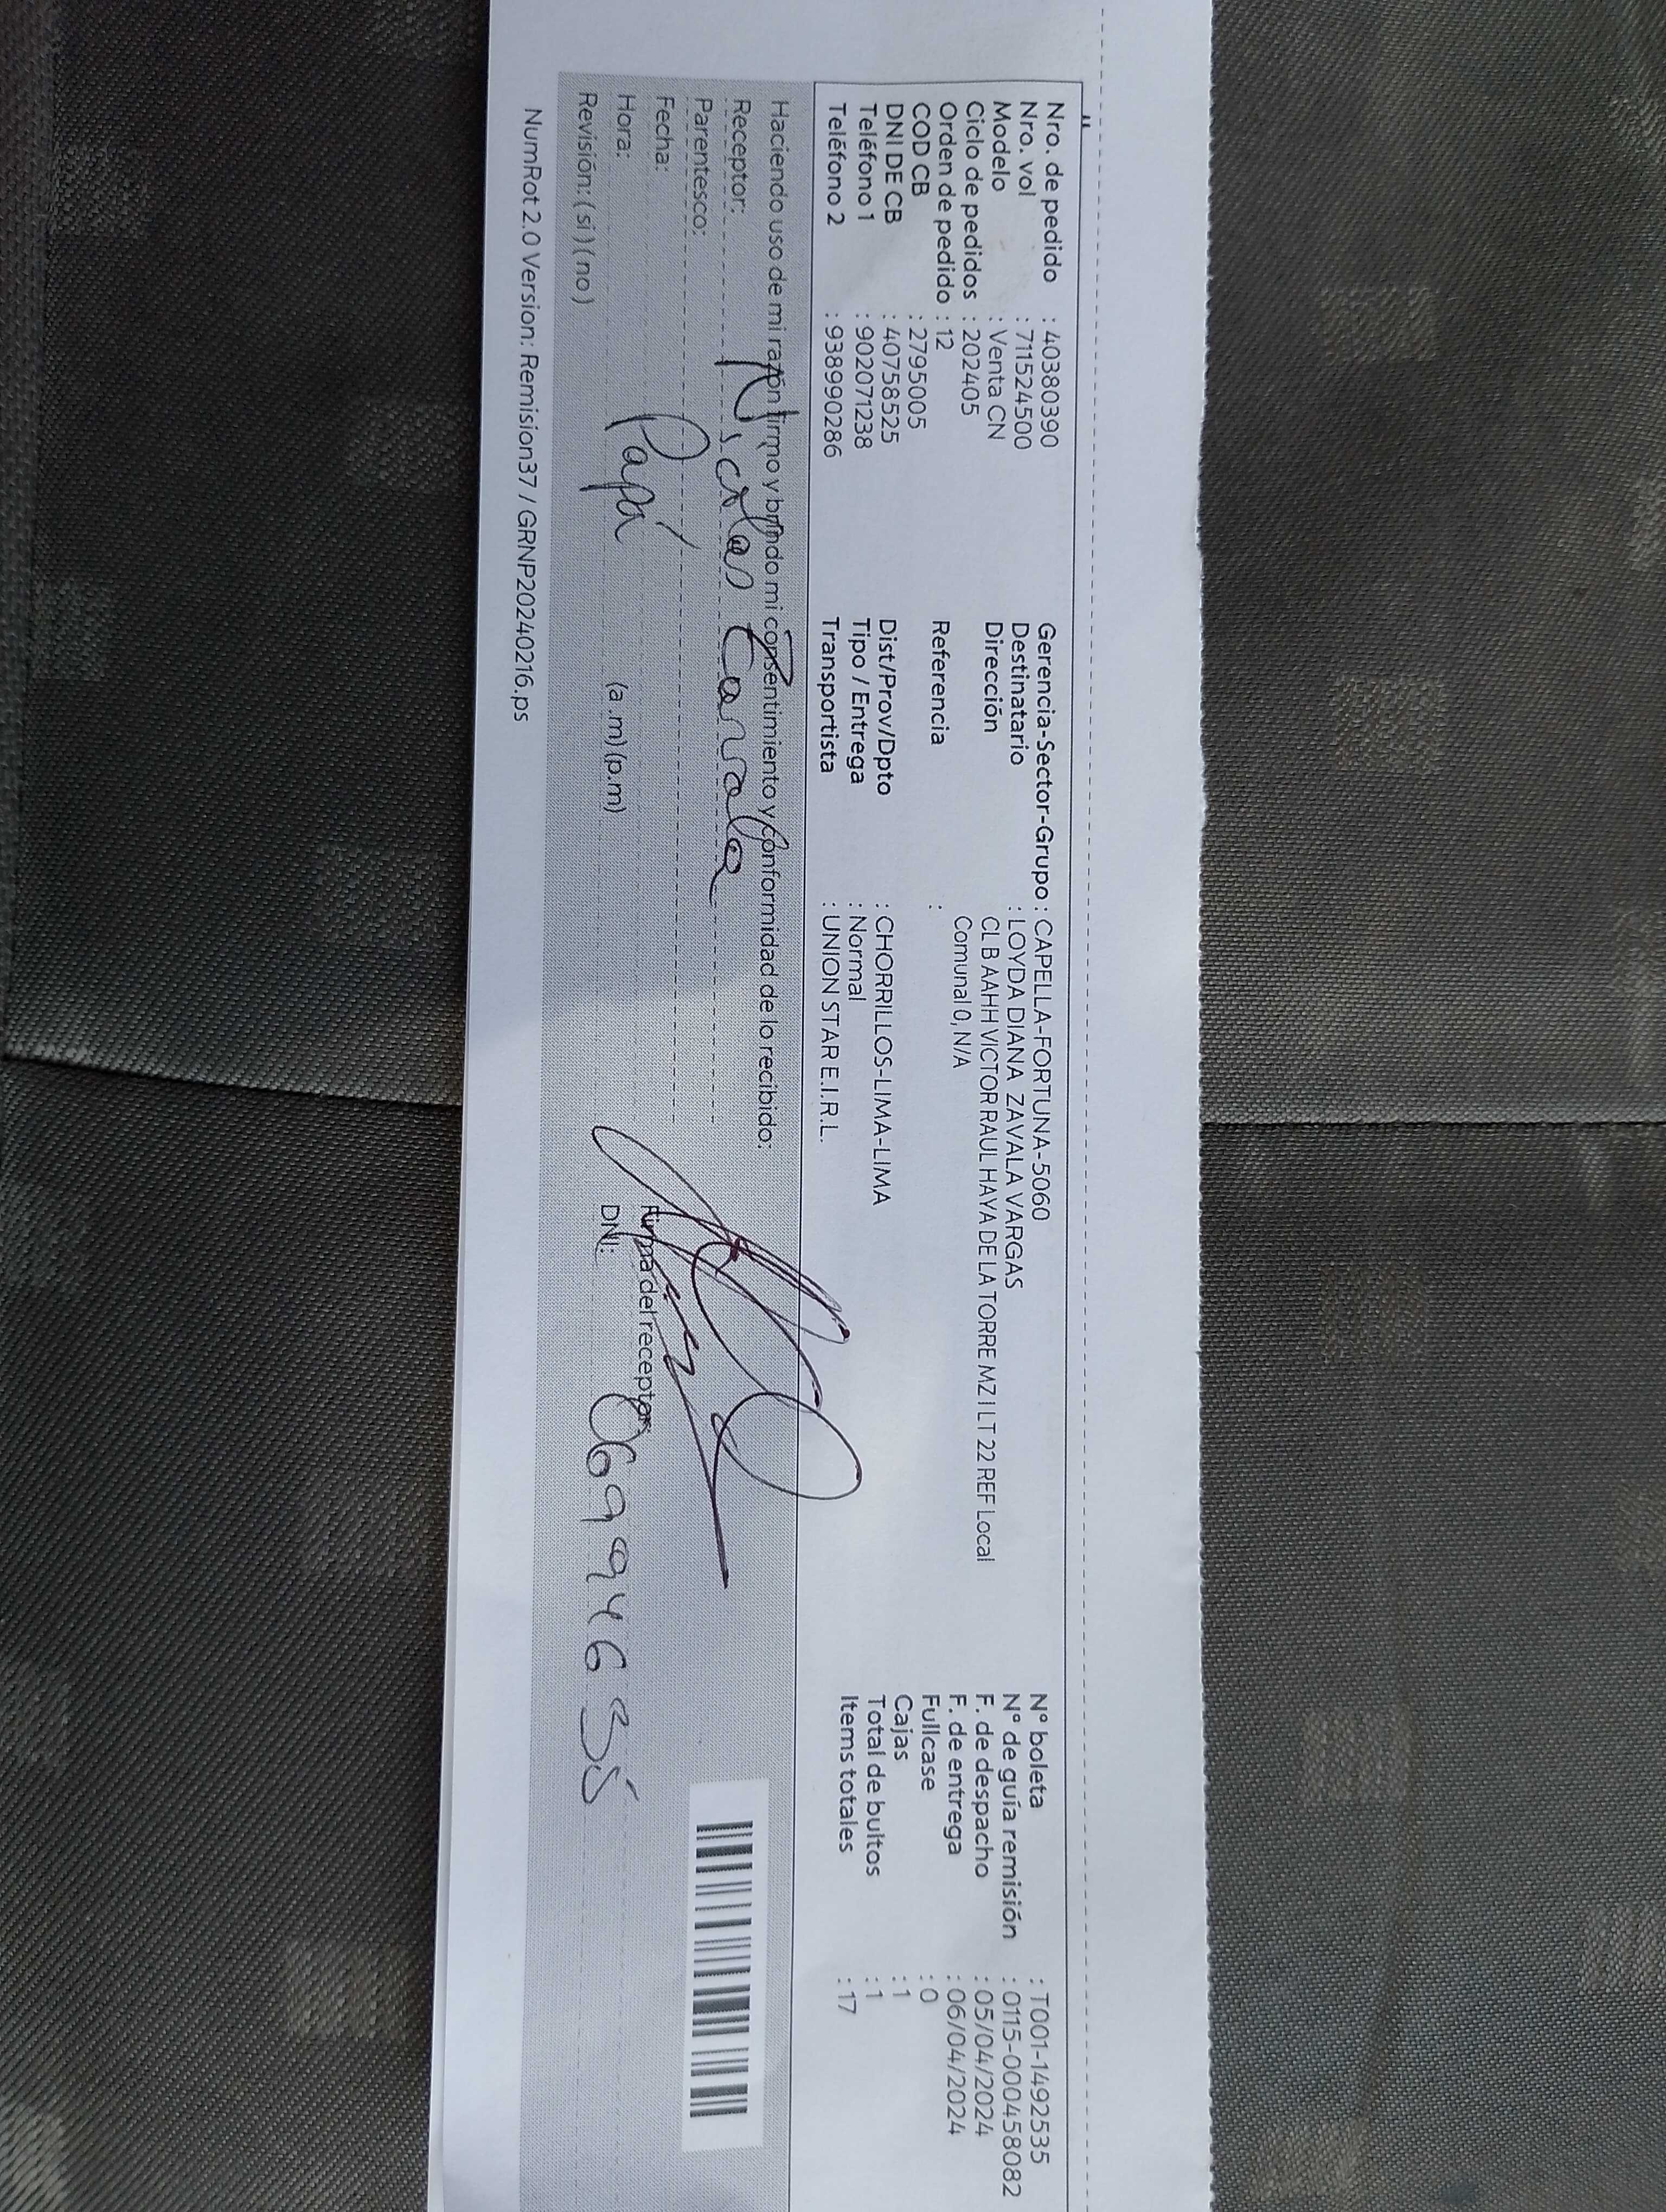 Nro. de pedido : 40380390
Nro. vol : 711524500
Modelo : Venta CN
Ciclo de pedidos : 202405
Orden de pedido : 12
COD CB : 2795005
DNI DE CB : 40758525
Teléfono 1 : 902071238
Teléfono 2 : 938990286
Gerencia-Sector-Grupo : CAPELLA-FORTUNA-5060
Destinatario : LOYDA DIANA ZAVALA VARGAS
Dirección CL B AAHH VICTOR RAUL HAYA DE LA TORRE MZ I LT 22 REF Local
Comunal 0, N/A
Referencia :
Dist/Prov/Dpto : CHORRILLOS-LIMA-LIMA
Tipo / Entrega : Normal
Transportista : UNION STAR E.I.R.L.
Nº boleta : T001-1492535
Nº de guía remisión : 0115-000458082
F. de despacho : 05/04/2024
F. de entrega : 06/04/2024
Fullcase : 0
Cajas : 1
Total de bultos : 1
Items totales : 17
Haciendo uso de mi razón firmo y brindo mi consentimiento y conformidad de lo recibido:
Receptor: Nicolas Zavala
Parentesco:
Fecha: Papá
Hora: (a.m)(p.m)
Revisión: ( si ) ( no )
Firma del receptor:
DNI: 06994635
NumRot 2.0 Version: Remision37 / GRNP20240216.ps